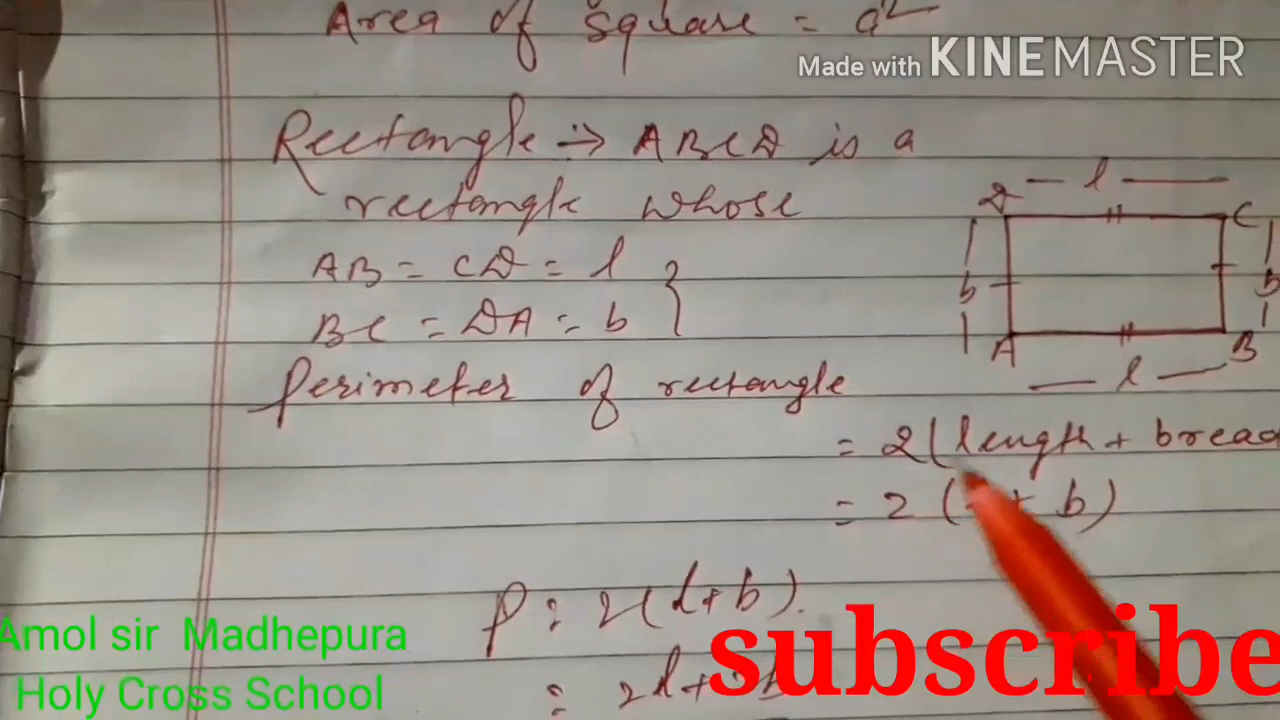 Area of square = a²
Made with KINEMASTER
Rectangle ⇒ ABCD is a
rectangle whose
AB = CD = l
BC = DA = b
D l C
b b
A B
l
Perimeter of rectangle
= 2(length + bread
= 2 ( + b)
P = 2(l+b).
= 2l+
Amol sir Madhepura
Holy Cross School
subscribe